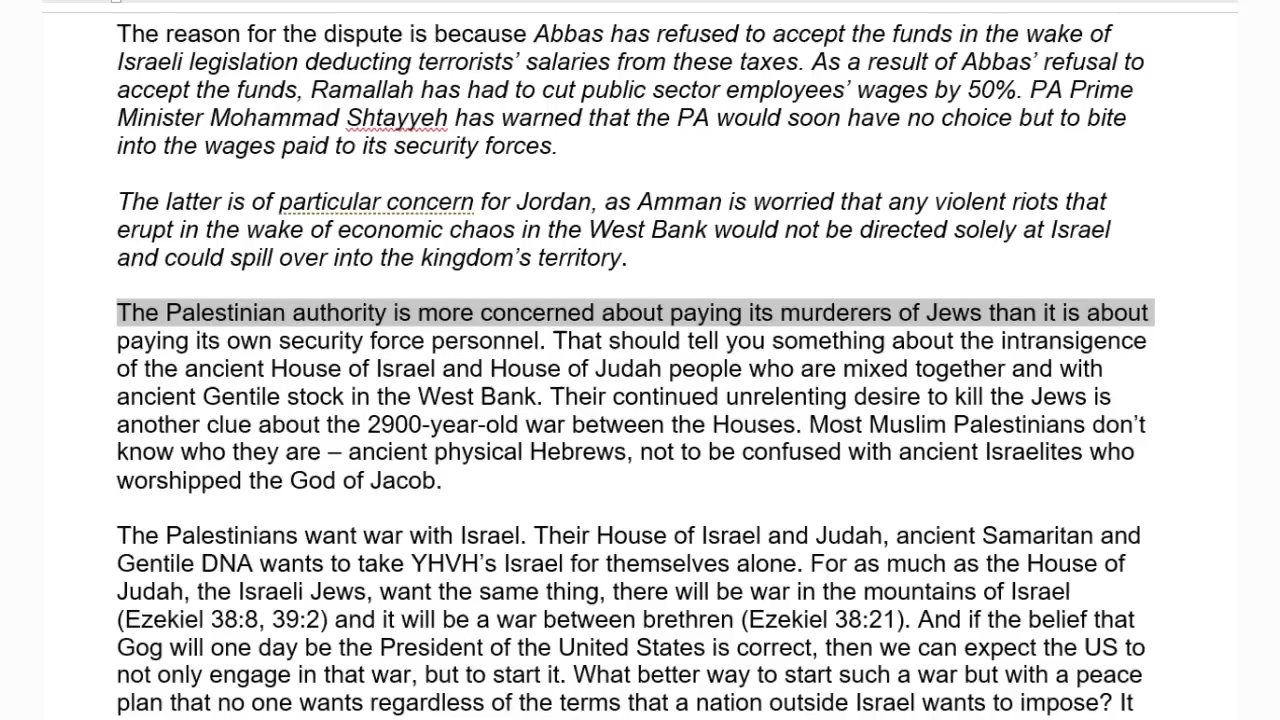 The reason for the dispute is because Abbas has refused to accept the funds in the wake of
Israeli legislation deducting terrorists’ salaries from these taxes. As a result of Abbas’ refusal to
accept the funds, Ramallah has had to cut public sector employees’ wages by 50%. PA Prime
Minister Mohammad Shtayyeh has warned that the PA would soon have no choice but to bite
into the wages paid to its security forces.
The latter is of particular concern for Jordan, as Amman is worried that any violent riots that
erupt in the wake of economic chaos in the West Bank would not be directed solely at Israel
and could spill over into the kingdom’s territory.
The Palestinian authority is more concerned about paying its murderers of Jews than it is about
paying its own security force personnel. That should tell you something about the intransigence
of the ancient House of Israel and House of Judah people who are mixed together and with
ancient Gentile stock in the West Bank. Their continued unrelenting desire to kill the Jews is
another clue about the 2900-year-old war between the Houses. Most Muslim Palestinians don’t
know who they are – ancient physical Hebrews, not to be confused with ancient Israelites who
worshipped the God of Jacob.
The Palestinians want war with Israel. Their House of Israel and Judah, ancient Samaritan and
Gentile DNA wants to take YHVH’s Israel for themselves alone. For as much as the House of
Judah, the Israeli Jews, want the same thing, there will be war in the mountains of Israel
(Ezekiel 38:8, 39:2) and it will be a war between brethren (Ezekiel 38:21). And if the belief that
Gog will one day be the President of the United States is correct, then we can expect the US to
not only engage in that war, but to start it. What better way to start such a war but with a peace
plan that no one wants regardless of the terms that a nation outside Israel wants to impose? It